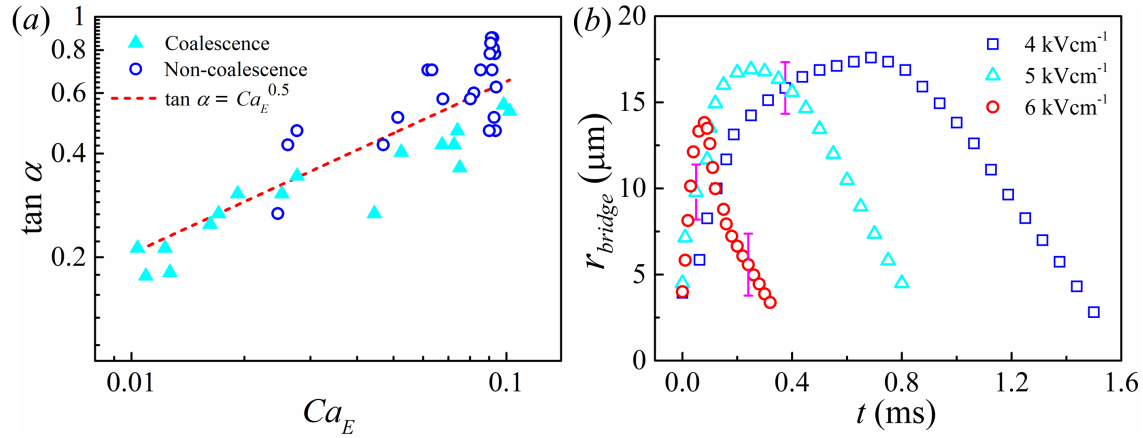 (a)
1
0.8
0.6
0.4
0.2
tan α
Coalescence
Non-coalescence
tan α = Ca_E^0.5
0.01
0.1
Ca_E
(b)
20
15
10
5
0
r_bridge (μm)
4 kVcm⁻¹
5 kVcm⁻¹
6 kVcm⁻¹
0.0
0.4
0.8
1.2
1.6
t (ms)